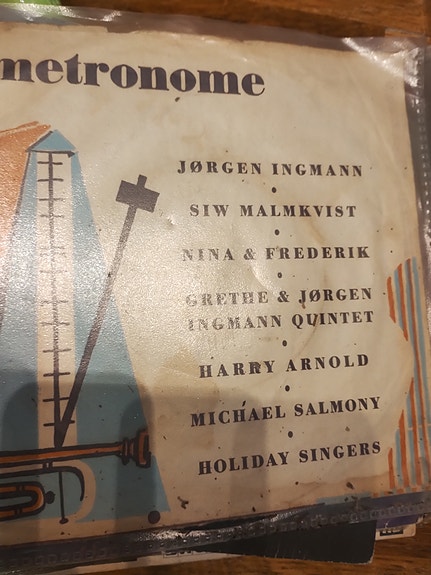 metronome
JØRGEN INGMANN
•
SIW MALMKVIST
•
NINA & FREDERIK
•
GRETHE & JØRGEN
INGMANN QUINTET
•
HARRY ARNOLD
•
MICHAEL SALMONY
•
HOLIDAY SINGERS